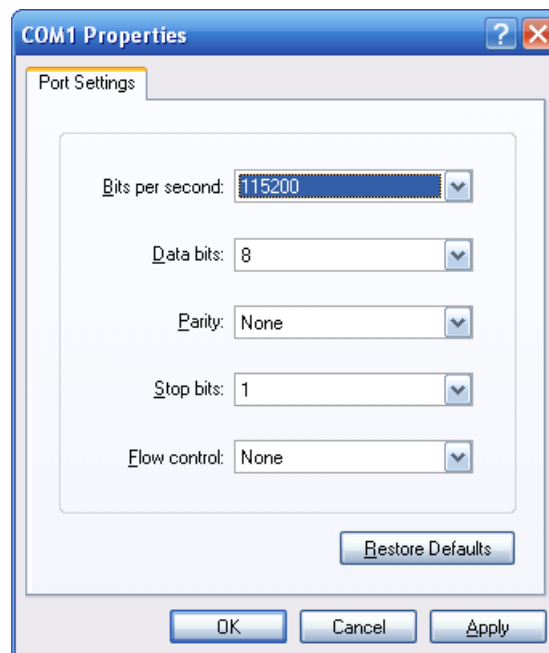 COM1 Properties
Port Settings
Bits per second: 115200
Data bits: 8
Parity: None
Stop bits: 1
Flow control: None
Restore Defaults
OK Cancel Apply